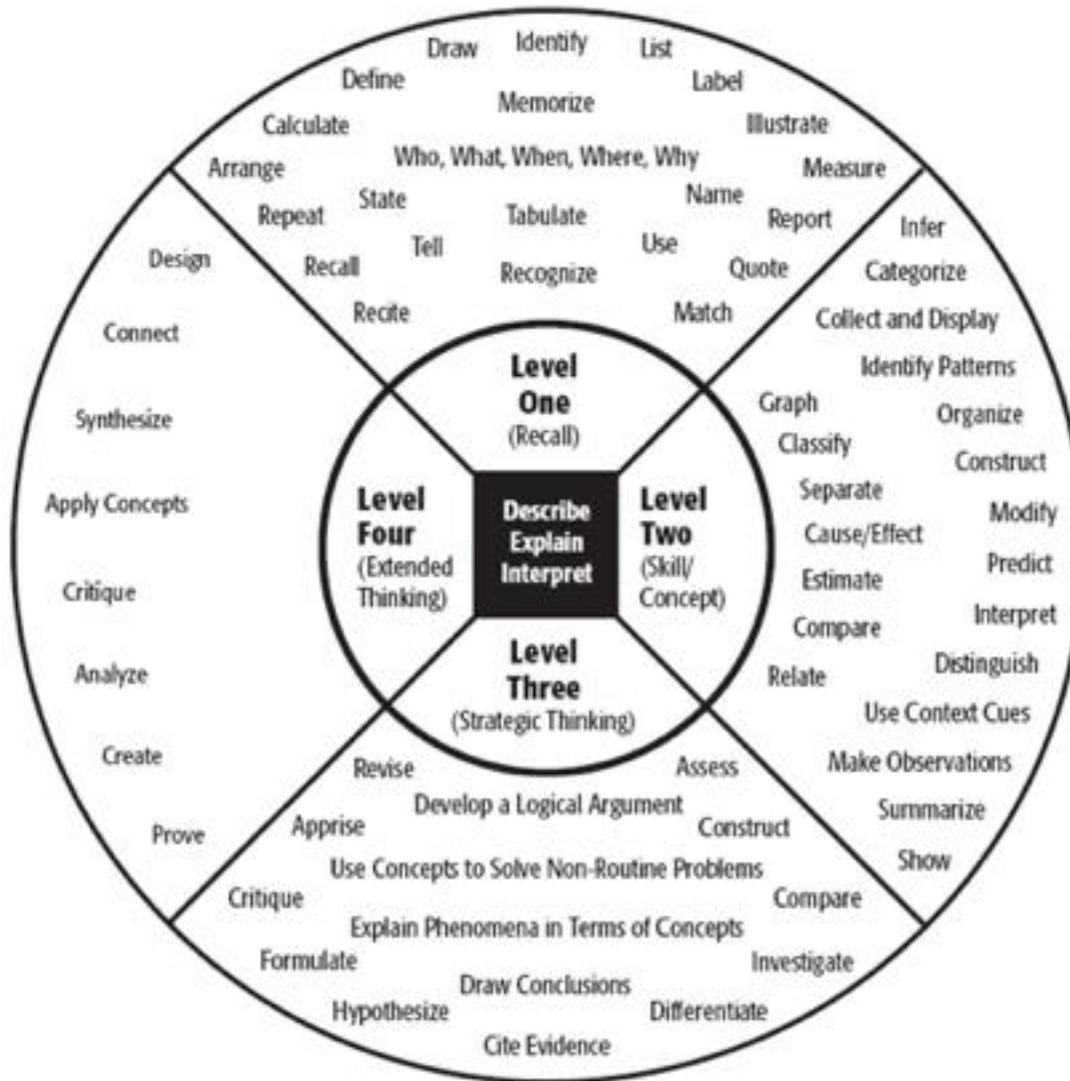 Draw
Identify
List
Define
Label
Memorize
Calculate
Illustrate
Who, What, When, Where, Why
Arrange
Measure
State
Name
Repeat
Tabulate
Report
Tell
Use
Recall
Recognize
Quote
Recite
Match
Infer
Categorize
Collect and Display
Identify Patterns
Graph
Organize
Classify
Construct
Separate
Modify
Cause/Effect
Predict
Estimate
Interpret
Compare
Distinguish
Relate
Use Context Cues
Make Observations
Summarize
Show
Revise
Assess
Develop a Logical Argument
Apprise
Construct
Use Concepts to Solve Non-Routine Problems
Critique
Compare
Explain Phenomena in Terms of Concepts
Formulate
Investigate
Draw Conclusions
Hypothesize
Differentiate
Cite Evidence
Design
Connect
Synthesize
Apply Concepts
Critique
Analyze
Create
Prove
Level
One
(Recall)
Level
Two
(Skill/
Concept)
Level
Three
(Strategic Thinking)
Level
Four
(Extended
Thinking)
Describe
Explain
Interpret